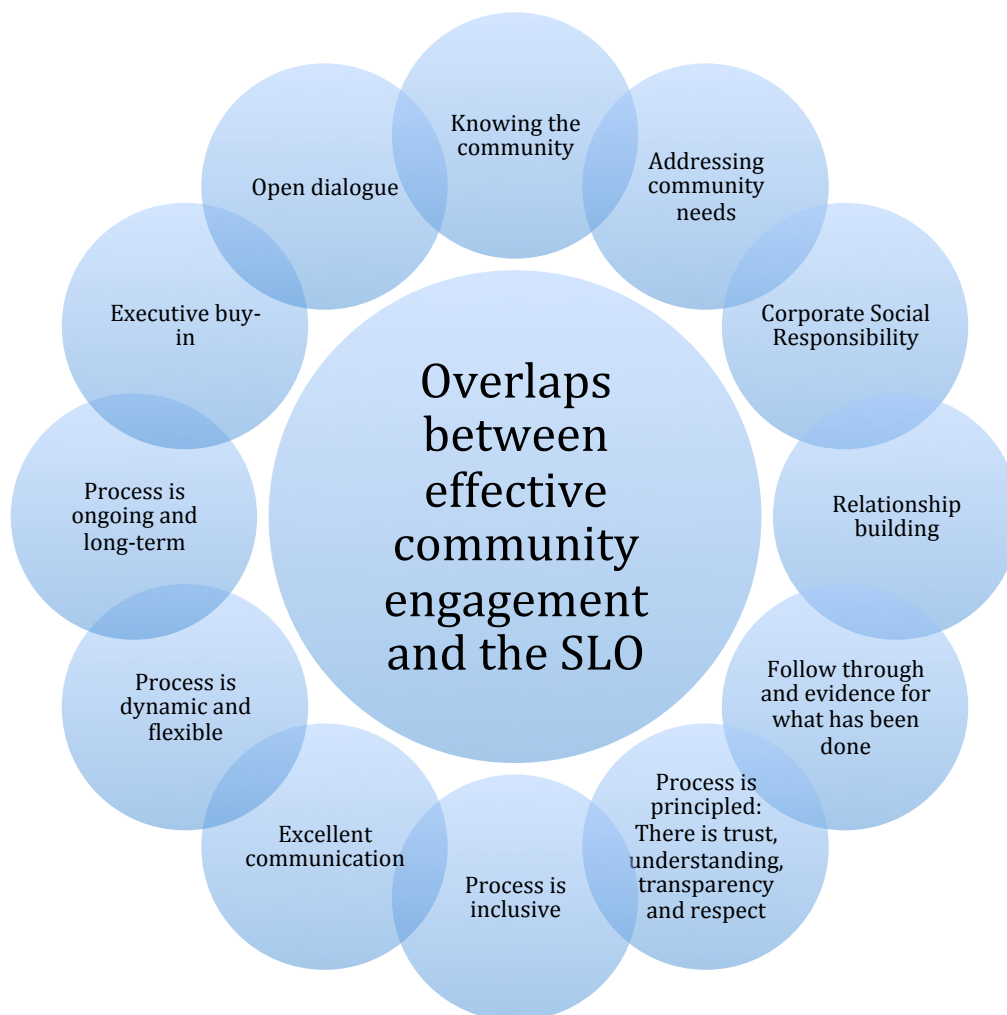 Knowing the
community
Addressing
community
needs
Corporate Social
Responsibility
Relationship
building
Follow through
and evidence for
what has been
done
Process is
principled:
There is trust,
understanding,
transparency
and respect
Process is
inclusive
Excellent
communication
Process is
dynamic and
flexible
Process is
ongoing and
long-term
Executive buy-
in
Open dialogue
Overlaps
between
effective
community
engagement
and the SLO